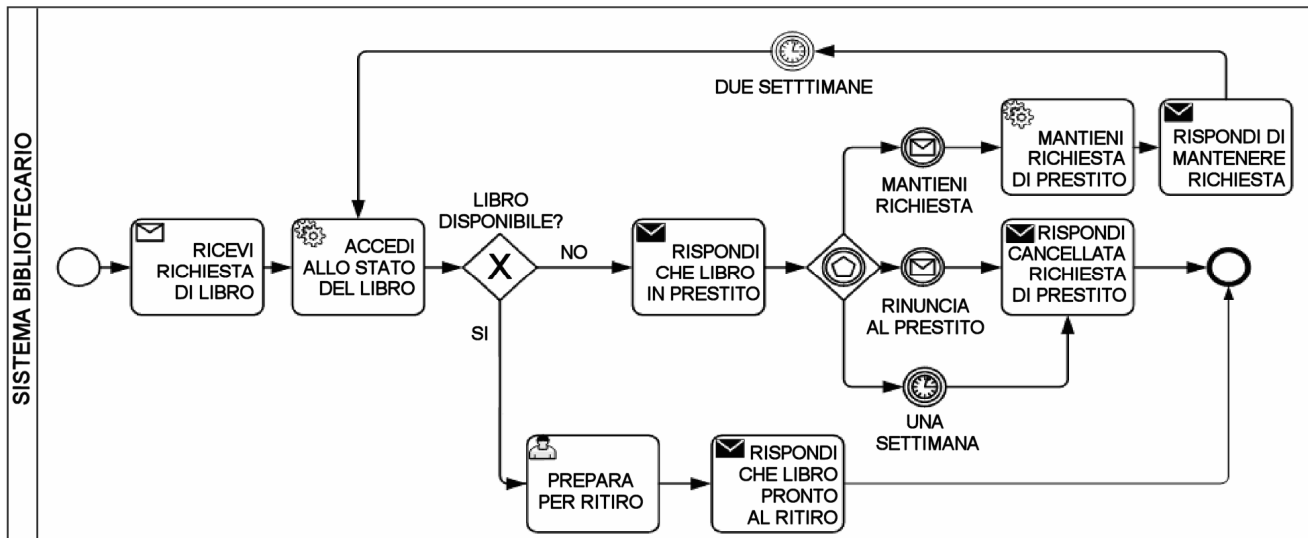 SISTEMA BIBLIOTECARIO
DUE SETTTIMANE
MANTIENI
RICHIESTA
MANTIENI
RICHIESTA
DI PRESTITO
RISPONDI DI
MANTENERE
RICHIESTA
RICEVI
RICHIESTA
DI LIBRO
ACCEDI
ALLO STATO
DEL LIBRO
LIBRO
DISPONIBILE?
X
NO
SI
RISPONDI
CHE LIBRO
IN PRESTITO
RINUNCIA
AL PRESTITO
RISPONDI
CANCELLATA
RICHIESTA
DI PRESTITO
UNA
SETTIMANA
PREPARA
PER RITIRO
RISPONDI
CHE LIBRO
PRONTO
AL RITIRO